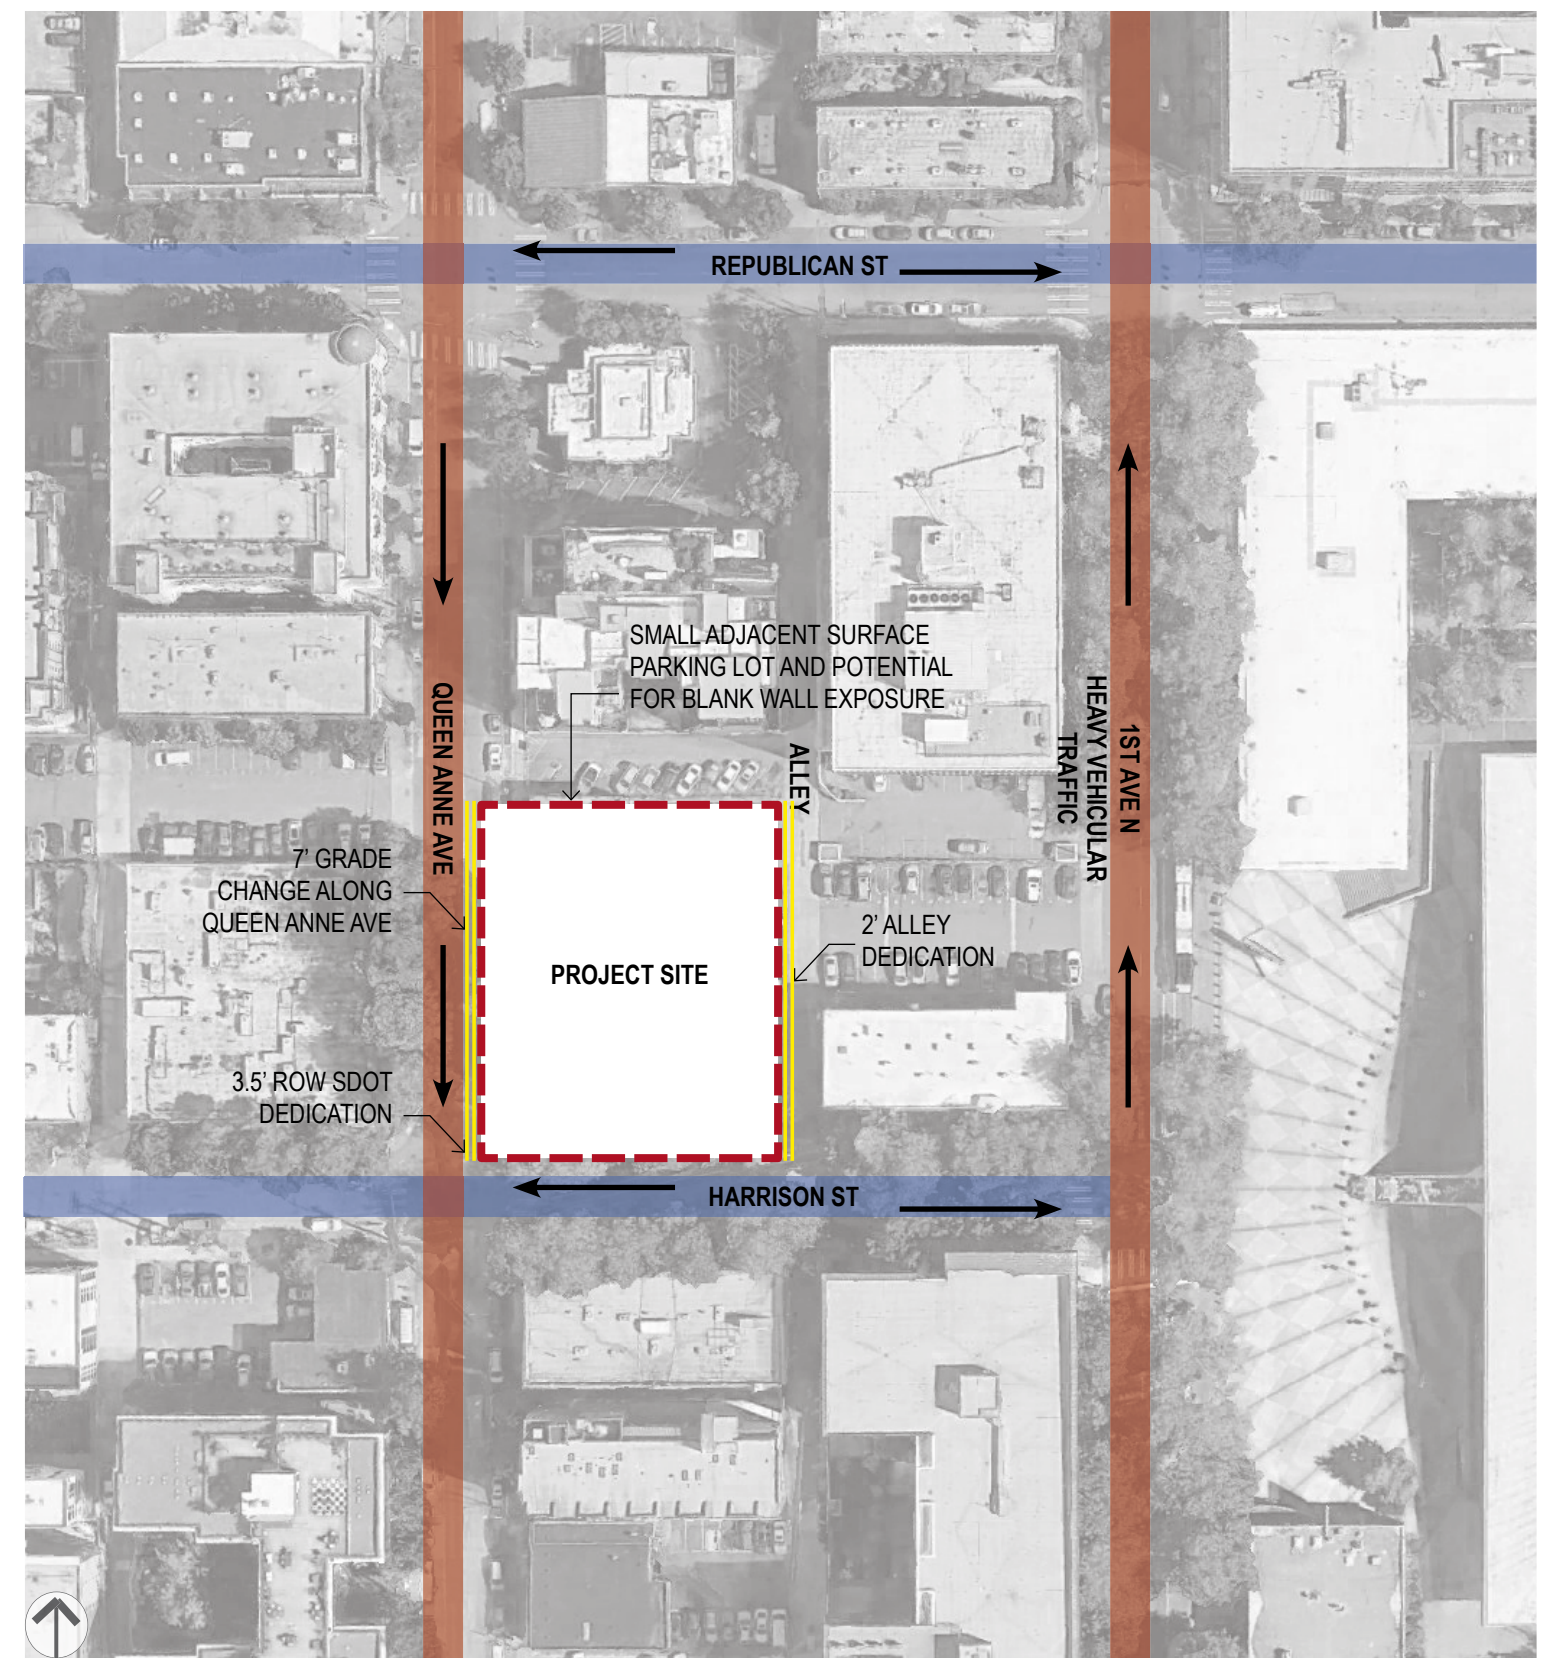 REPUBLICAN ST
SMALL ADJACENT SURFACE
PARKING LOT AND POTENTIAL
FOR BLANK WALL EXPOSURE
QUEEN ANNE AVE
ALLEY
HEAVY VEHICULAR
TRAFFIC
1ST AVE N
7' GRADE
CHANGE ALONG
QUEEN ANNE AVE
2' ALLEY
DEDICATION
PROJECT SITE
3.5' ROW SDOT
DEDICATION
HARRISON ST